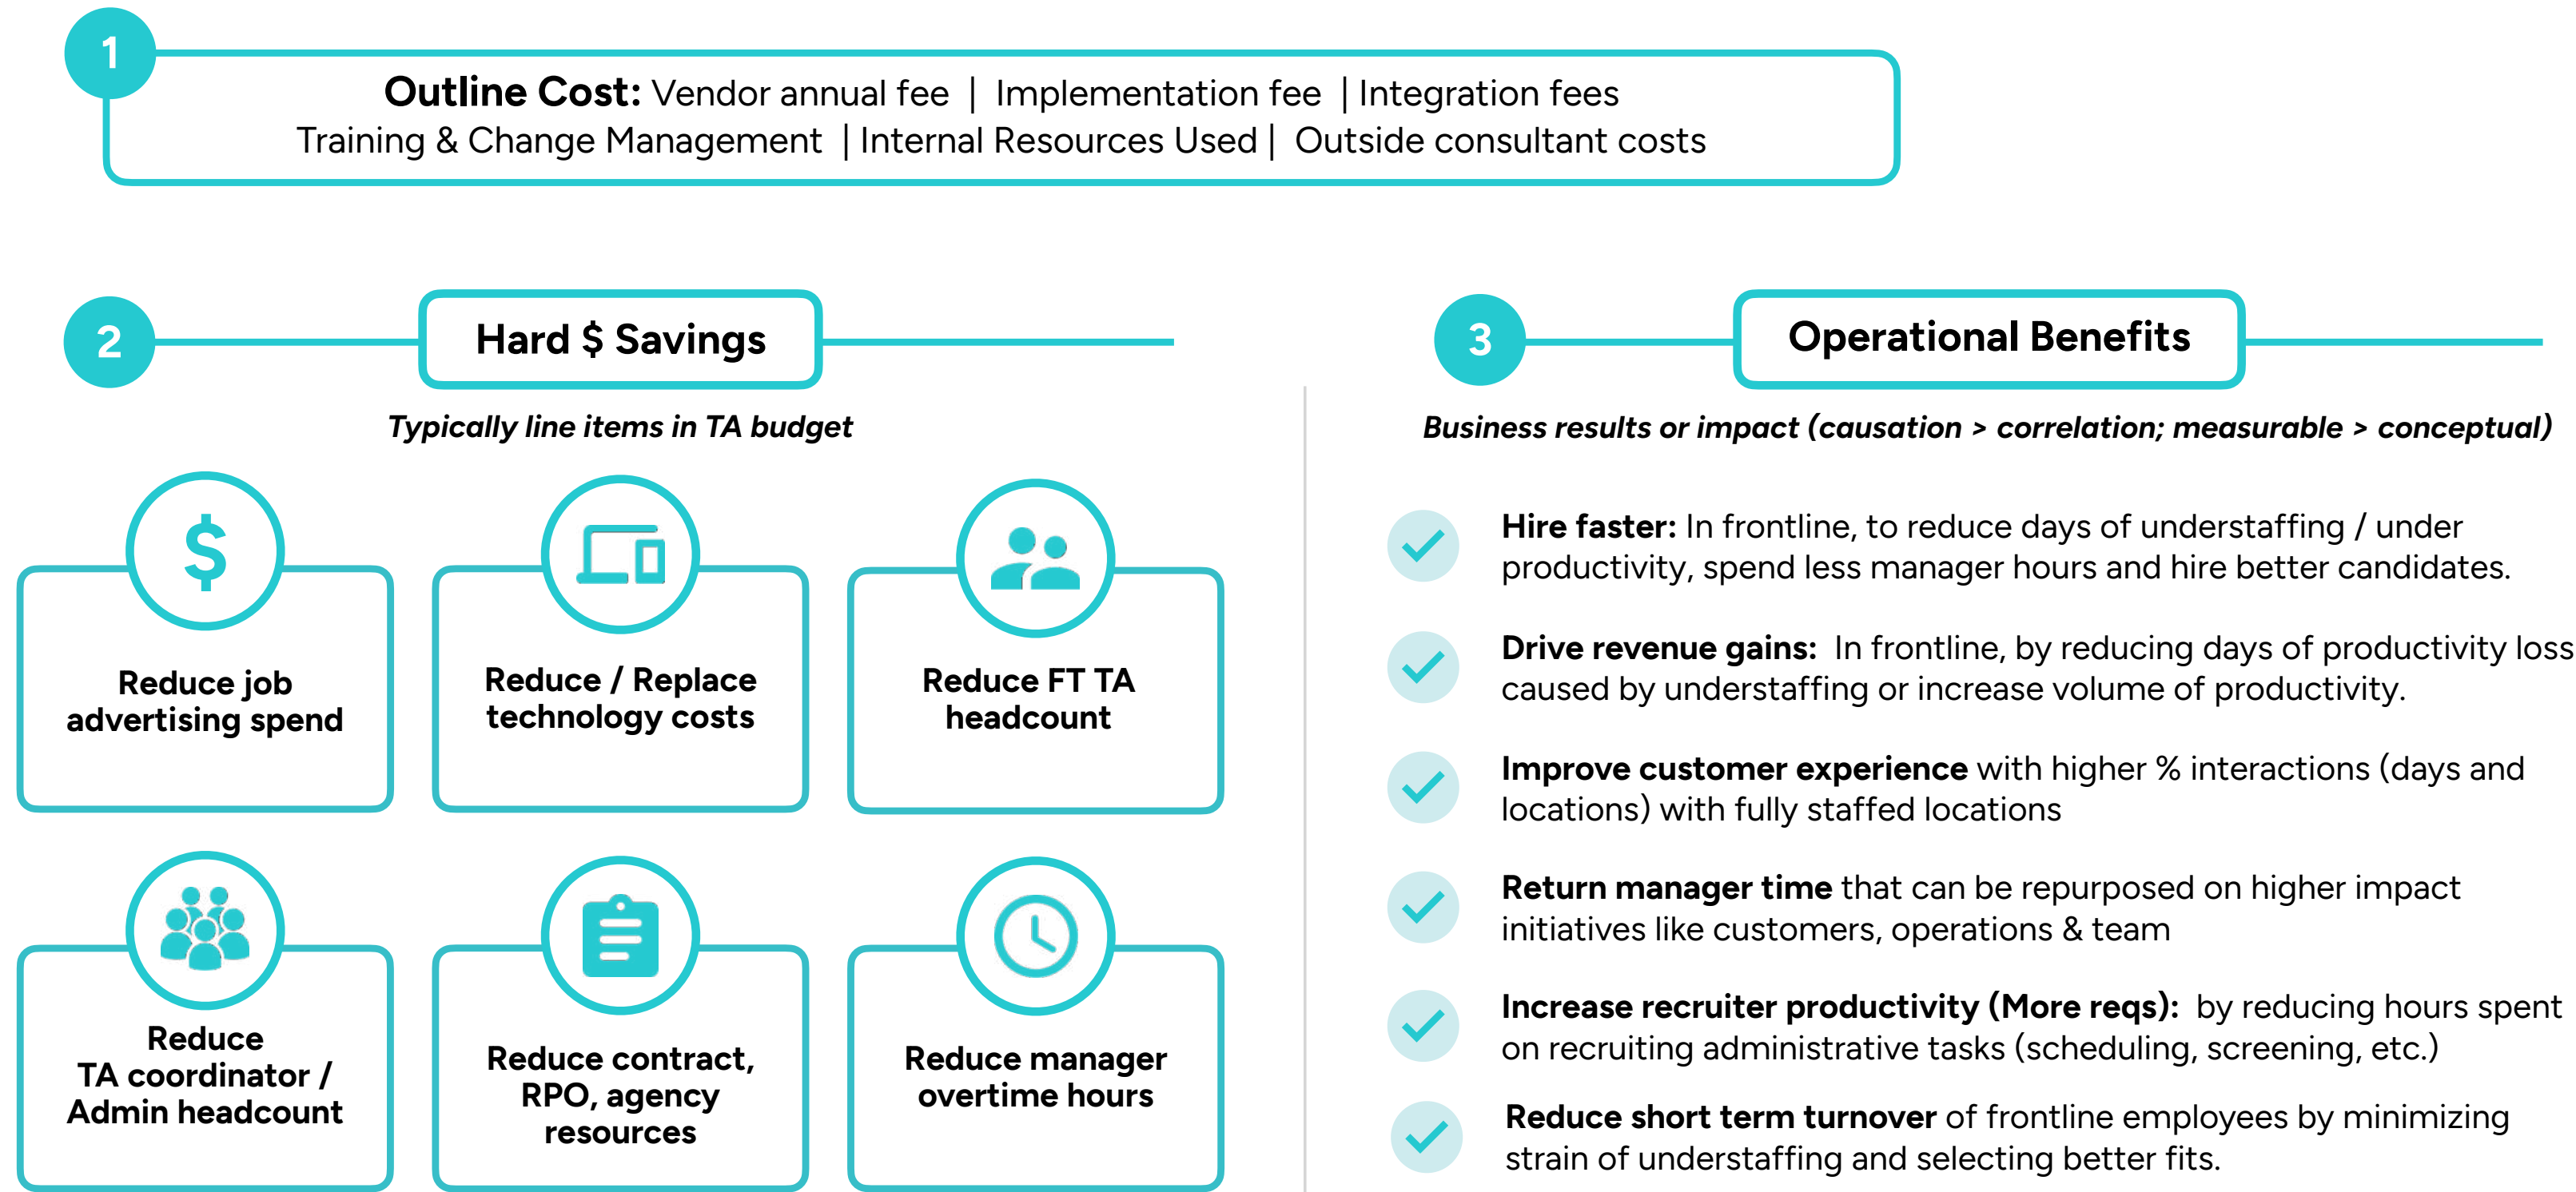 1
Outline Cost: Vendor annual fee | Implementation fee | Integration fees
Training & Change Management | Internal Resources Used | Outside consultant costs
2
Hard $ Savings
Typically line items in TA budget
$
Reduce job
advertising spend
Reduce / Replace
technology costs
Reduce FT TA
headcount
Reduce
TA coordinator /
Admin headcount
Reduce contract,
RPO, agency
resources
Reduce manager
overtime hours
3
Operational Benefits
Business results or impact (causation > correlation; measurable > conceptual)
Hire faster: In frontline, to reduce days of understaffing / under
productivity, spend less manager hours and hire better candidates.
Drive revenue gains: In frontline, by reducing days of productivity loss
caused by understaffing or increase volume of productivity.
Improve customer experience with higher % interactions (days and
locations) with fully staffed locations
Return manager time that can be repurposed on higher impact
initiatives like customers, operations & team
Increase recruiter productivity (More reqs): by reducing hours spent
on recruiting administrative tasks (scheduling, screening, etc.)
Reduce short term turnover of frontline employees by minimizing
strain of understaffing and selecting better fits.